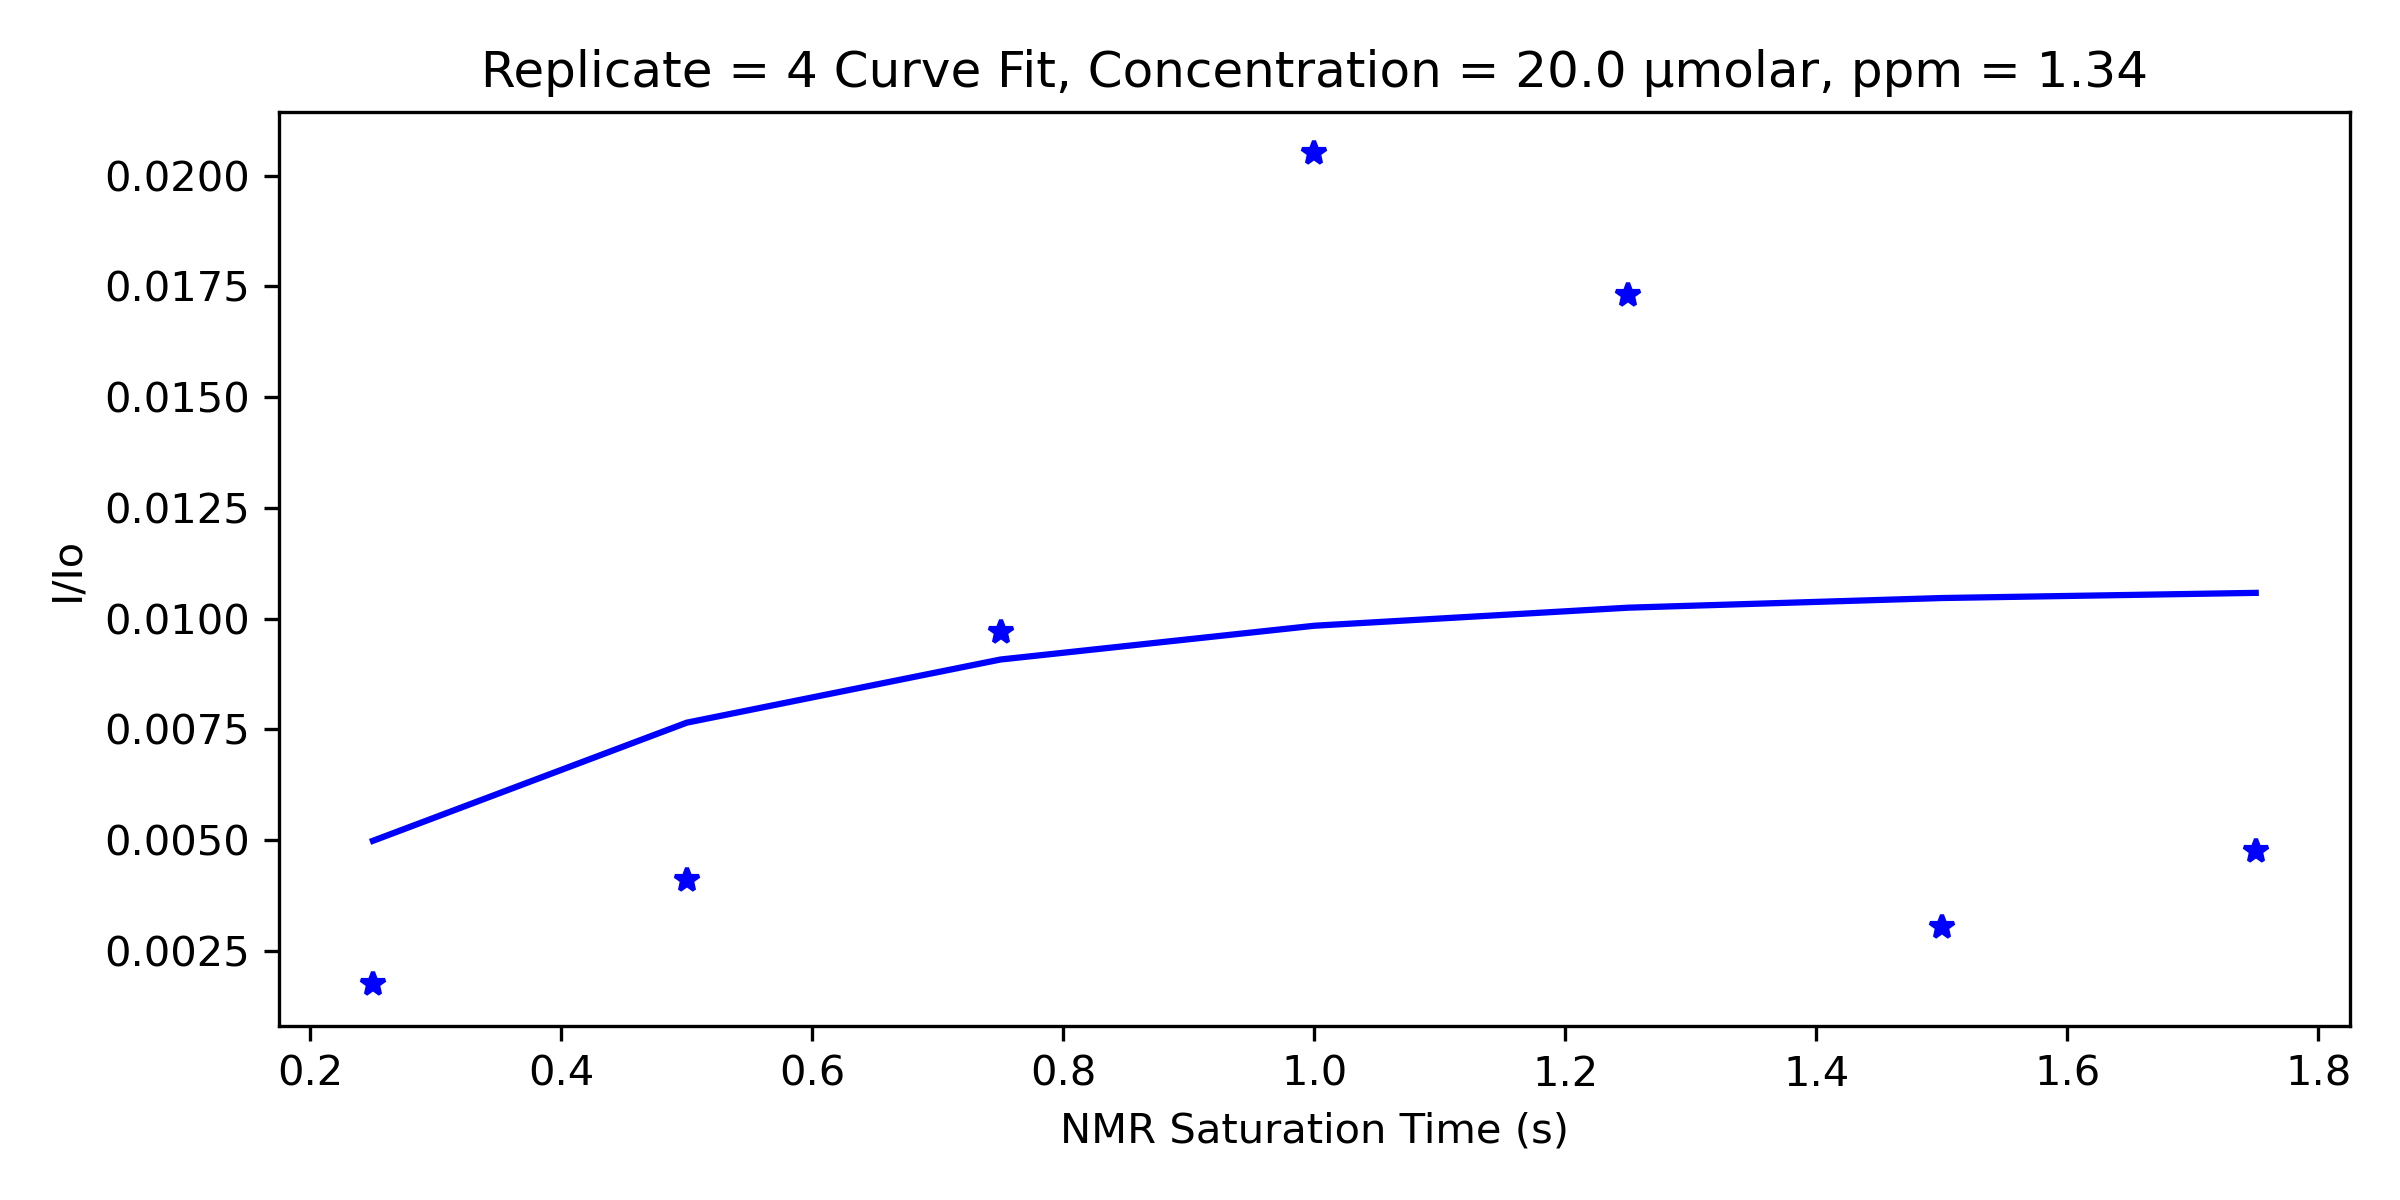 Replicate = 4 Curve Fit, Concentration = 20.0 µmolar, ppm = 1.34
0.0200
0.0175
0.0150
0.0125
0.0100
0.0075
0.0050
0.0025
I/Io
0.2 0.4 0.6 0.8 1.0 1.2 1.4 1.6 1.8
NMR Saturation Time (s)